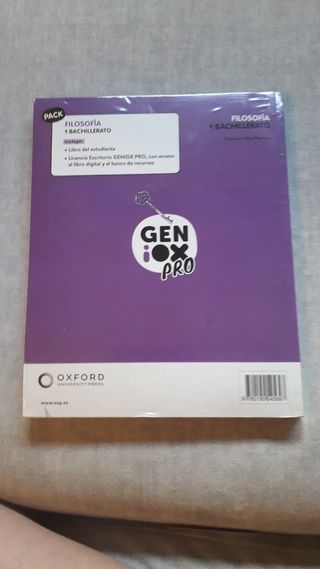 PACK
FILOSOFÍA
1 BACHILLERATO
Incluye:
• Libro del estudiante
• Licencia Escritorio GENiOX PRO, con acceso
al libro digital y al banco de recursos
FILOSOFÍA
1 BACHILLERATO
GEN
iOX
PRO
OXFORD
UNIVERSITY PRESS
www.oup.es